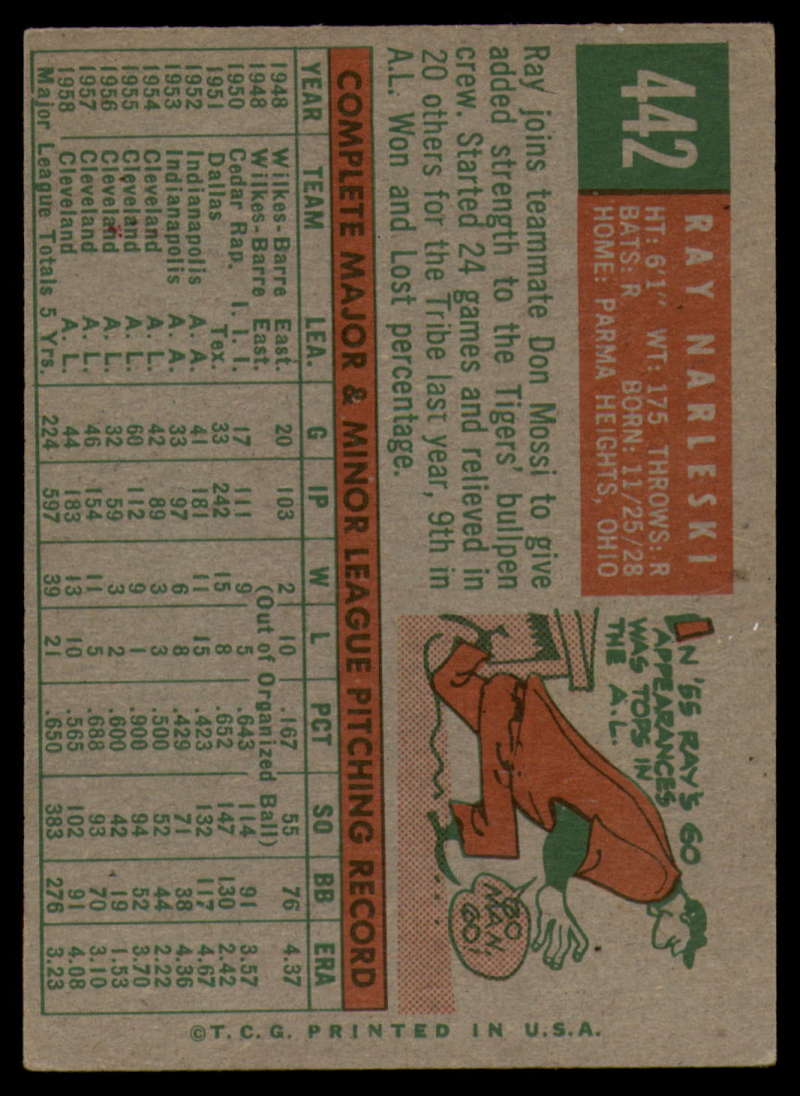 442
RAY NARLESKI
HT: 6'1" WT: 175 THROWS: R
BATS: R BORN: 11/25/28
HOME: PARMA HEIGHTS, OHIO
Ray joins teammate Don Mossi to give
added strength to the Tigers' bullpen
crew. Started 24 games and relieved in
20 others for the Tribe last year, 9th in
A.L. Won and Lost percentage.
IN '55 RAY'S 60
APPEARANCES
WAS TOPS IN
THE A.L.
GO
MAN,
GO!
COMPLETE MAJOR & MINOR LEAGUE PITCHING RECORD
YEAR TEAM LEA. G IP W L PCT SO BB ERA
1948 Wilkes-Barre East. 20 103 2 10 .167 55 76 4.37
1948 Wilkes-Barre East. (Out of Organized Ball)
1950 Cedar Rap. I. I. I. 17 111 9 5 .643 114 91 3.57
1951 Dallas Tex. 33 242 15 8 .652 147 130 2.42
1952 Indianapolis A. A. 41 181 11 15 .423 132 117 4.67
1953 Indianapolis A. A. 33 97 6 8 .429 71 38 4.36
1954 Cleveland A. L. 42 89 3 3 .500 52 44 2.22
1955 Cleveland A. L. 60 112 9 1 .900 94 52 3.70
1956 Cleveland A. L. 32 59 3 2 .600 42 19 1.53
1957 Cleveland A. L. 46 154 11 5 .688 93 70 3.10
1958 Cleveland A. L. 44 183 13 10 .565 102 91 4.08
Major League Totals 5 Yrs. 224 597 39 21 .650 383 276 3.23
©T.C.G. PRINTED IN U.S.A.